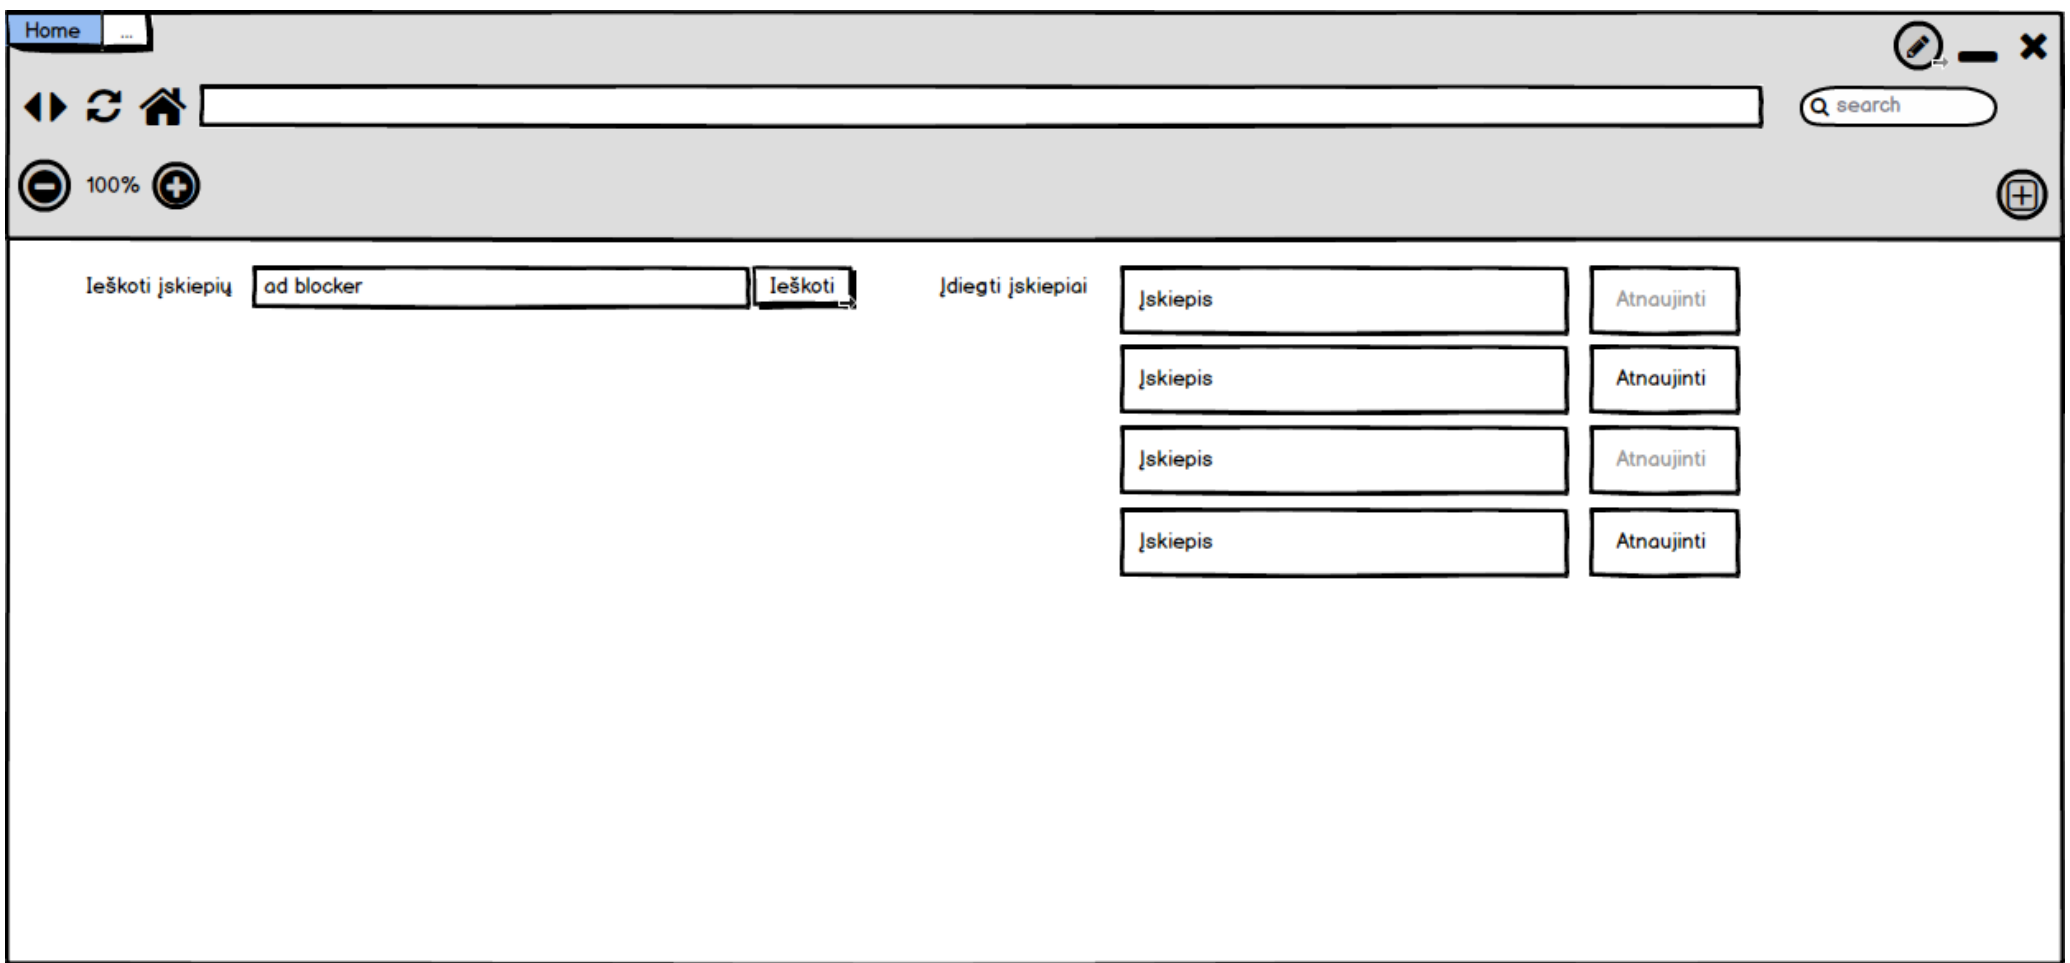 Home ...
search
100%
Ieškoti įskiepių ad blocker Ieškoti Įdiegti įskiepiai
Įskiepis Atnaujinti
Įskiepis Atnaujinti
Įskiepis Atnaujinti
Įskiepis Atnaujinti